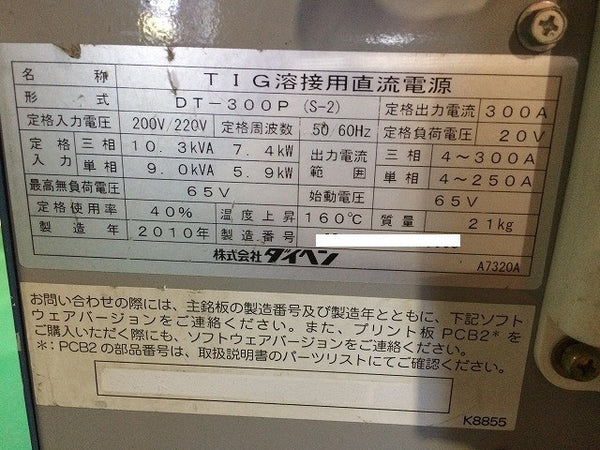 名称 TIG溶接用直流電源
形式 DT-300P (S-2) 定格出力電流 300A
定格入力電圧 200V/220V 定格周波数 50 60Hz 定格負荷電圧 20V
定格入力 三相 10.3kVA 7.4kW 出力電流範囲 三相 4~300A
単相 9.0kVA 5.9kW 単相 4~250A
最高無負荷電圧 65V 始動電圧 65V
定格使用率 40% 温度上昇 160℃ 質量 21kg
製造年 2010年 製造番号
株式会社ダイヘン A7320A
お問い合わせの際には、主銘板の製造番号及び製造年とともに、下記ソフト
ウェアバージョンをご連絡ください。また、プリント板 PCB2* を
ご購入いただく際にも、ソフトウェアバージョンをご連絡ください。
*:PCB2 の部品番号は、取扱説明書のパーツリストにてご確認ください。
K8855